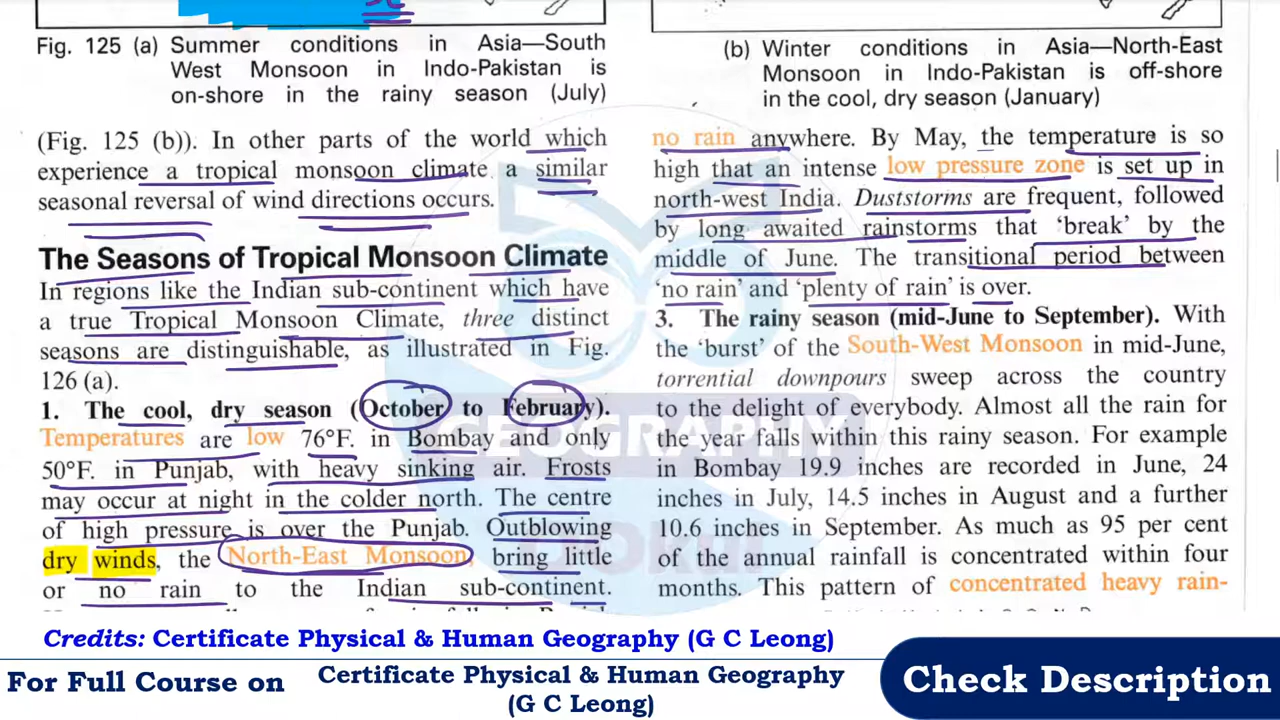 Fig. 125 (a) Summer conditions in Asia—South
West Monsoon in Indo-Pakistan is
on-shore in the rainy season (July)
(Fig. 125 (b)). In other parts of the world which
experience a tropical monsoon climate a similar
seasonal reversal of wind directions occurs.
The Seasons of Tropical Monsoon Climate
In regions like the Indian sub-continent which have
a true Tropical Monsoon Climate, three distinct
seasons are distinguishable, as illustrated in Fig.
126 (a).
1. The cool, dry season (October to February).
Temperatures are low 76°F. in Bombay and only
50°F. in Punjab, with heavy sinking air. Frosts
may occur at night in the colder north. The centre
of high pressure is over the Punjab. Outblowing
dry winds, the North-East Monsoon, bring little
or no rain to the Indian sub-continent.
(b) Winter conditions in Asia—North-East
Monsoon in Indo-Pakistan is off-shore
in the cool, dry season (January)
no rain anywhere. By May, the temperature is so
high that an intense low pressure zone is set up in
north-west India. Duststorms are frequent, followed
by long awaited rainstorms that ‘break’ by the
middle of June. The transitional period between
‘no rain’ and ‘plenty of rain’ is over.
3. The rainy season (mid-June to September). With
the ‘burst’ of the South-West Monsoon in mid-June,
torrential downpours sweep across the country
to the delight of everybody. Almost all the rain for
the year falls within this rainy season. For example
in Bombay 19.9 inches are recorded in June, 24
inches in July, 14.5 inches in August and a further
10.6 inches in September. As much as 95 per cent
of the annual rainfall is concentrated within four
months. This pattern of concentrated heavy rain-
GEOGRAPHY
Credits: Certificate Physical & Human Geography (G C Leong)
For Full Course on
Certificate Physical & Human Geography
(G C Leong)
Check Description